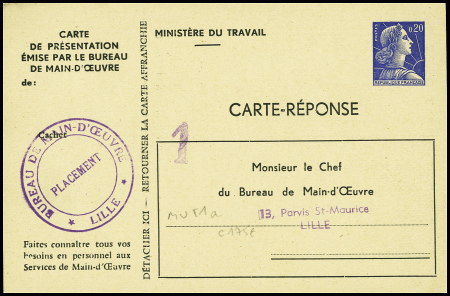 CARTE
DE PRÉSENTATION
ÉMISE PAR LE BUREAU
DE MAIN-D'ŒUVRE
de:
Cachet
BUREAU DE MAIN-D'ŒUVRE
PLACEMENT
* LILLE *
Faites connaître tous vos
besoins en personnel aux
Services de Main-d'Œuvre
DÉTACHER ICI — RETOURNER LA CARTE AFFRANCHIE
MINISTÈRE DU TRAVAIL
0,20
CARTE-RÉPONSE
1
Monsieur le Chef
du Bureau de Main-d'Œuvre
13, Parvis St-Maurice
LILLE